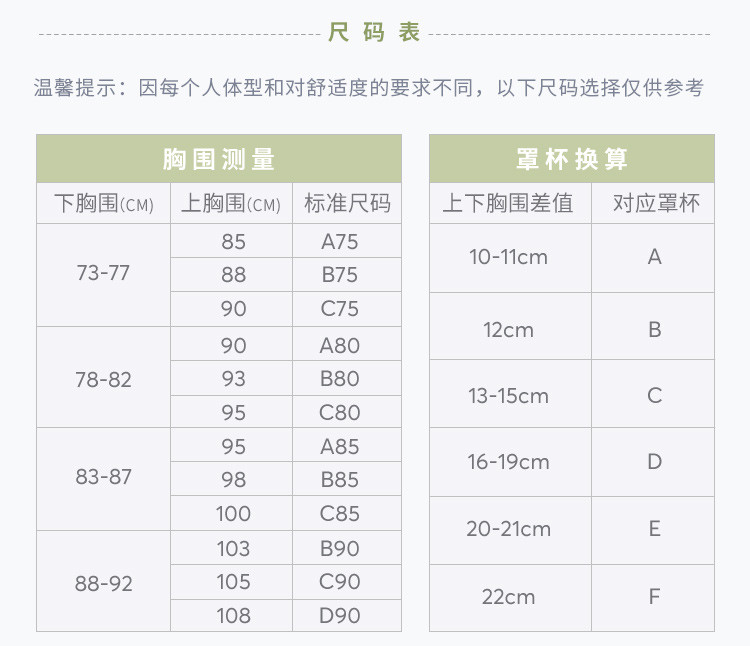 尺 码 表
温馨提示：因每个人体型和对舒适度的要求不同，以下尺码选择仅供参考
胸围测量
下胸围(CM) 上胸围(CM) 标准尺码
73-77
85 A75
88 B75
90 C75
78-82
90 A80
93 B80
95 C80
83-87
95 A85
98 B85
100 C85
88-92
103 B90
105 C90
108 D90
罩杯换算
上下胸围差值 对应罩杯
10-11cm A
12cm B
13-15cm C
16-19cm D
20-21cm E
22cm F